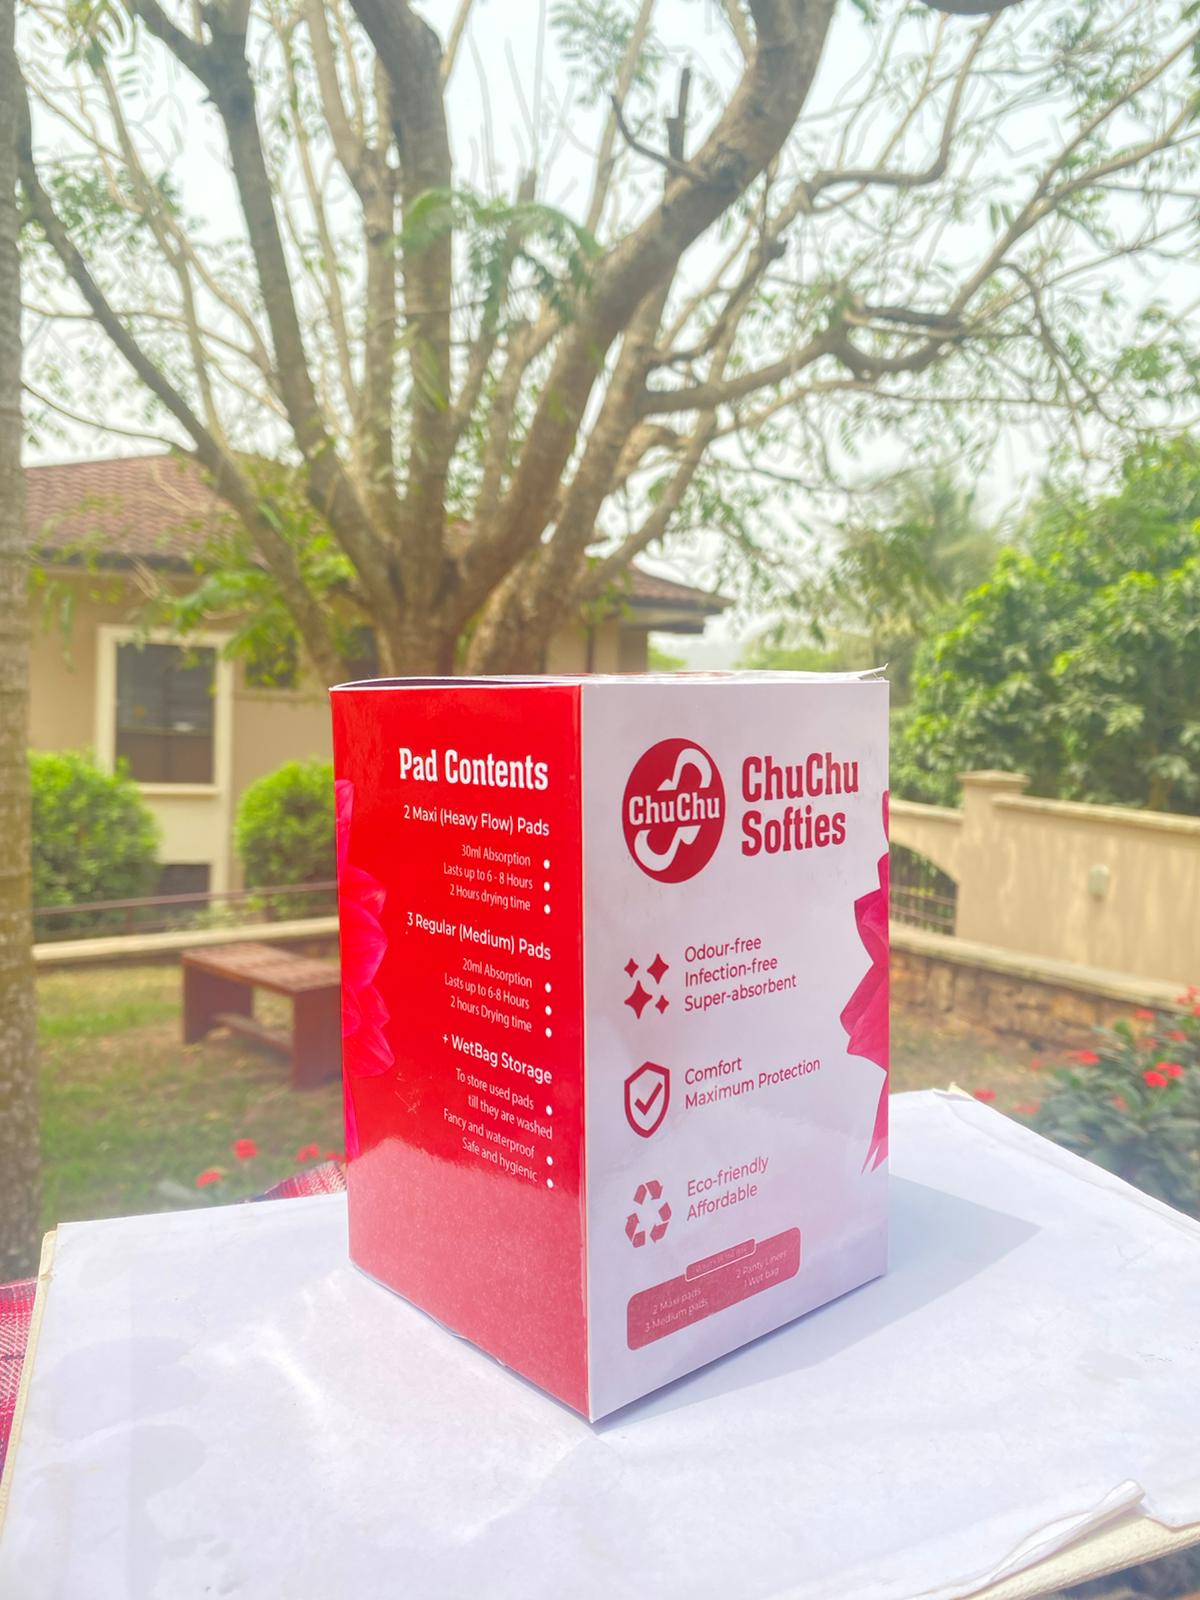 Pad Contents
2 Maxi (Heavy Flow) Pads
30ml Absorption
Lasts up to 6 - 8 Hours
2 Hours drying time
3 Regular (Medium) Pads
20ml Absorption
Lasts up to 6-8 Hours
2 hours Drying time
+ WetBag Storage
To store used pads
till they are washed
Fancy and waterproof
Safe and hygienic
ChuChu
ChuChu
Softies
Odour-free
Infection-free
Super-absorbent
Comfort
Maximum Protection
Eco-friendly
Affordable
2 Maxi pads
3 Medium pads
2 Panty Liners
1 Wet bag